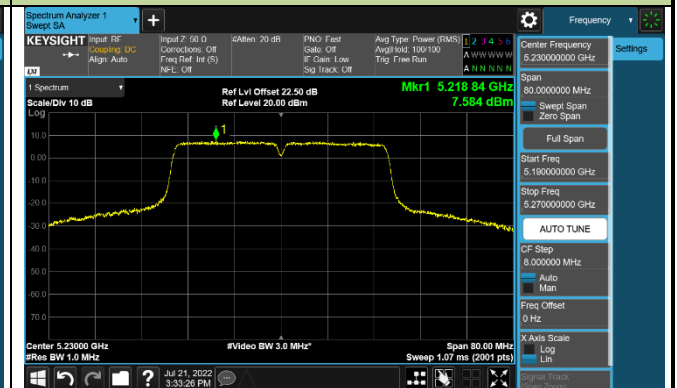 Spectrum Analyzer 1
Swept SA
Frequency
KEYSIGHT
Input: RF
Coupling: DC
Align: Auto
Input Z: 50 Ω
Corrections: Off
Freq Ref: Int (S)
NFE: Off
#Atten: 20 dB
PNO: Fast
Gate: Off
IF Gain: Low
Sig Track: Off
Avg Type: Power (RMS)
Avg|Hold: 100/100
Trig: Free Run
1 2 3 4 5 6
A W W W W W
A N N N N N
LXI
1 Spectrum
Scale/Div 10 dB
Log
Ref Lvl Offset 22.50 dB
Ref Level 20.00 dBm
Mkr1 5.218 84 GHz
7.584 dBm
1
10.0
0.00
-10.0
-20.0
-30.0
-40.0
-50.0
-60.0
-70.0
Center 5.23000 GHz
#Res BW 1.0 MHz
#Video BW 3.0 MHz*
Span 80.00 MHz
Sweep 1.07 ms (2001 pts)
Jul 21, 2022
3:33:26 PM
Center Frequency
5.230000000 GHz
Settings
Span
80.0000000 MHz
Swept Span
Zero Span
Full Span
Start Freq
5.190000000 GHz
Stop Freq
5.270000000 GHz
AUTO TUNE
CF Step
8.000000 MHz
Auto
Man
Freq Offset
0 Hz
X Axis Scale
Log
Lin
Signal Track